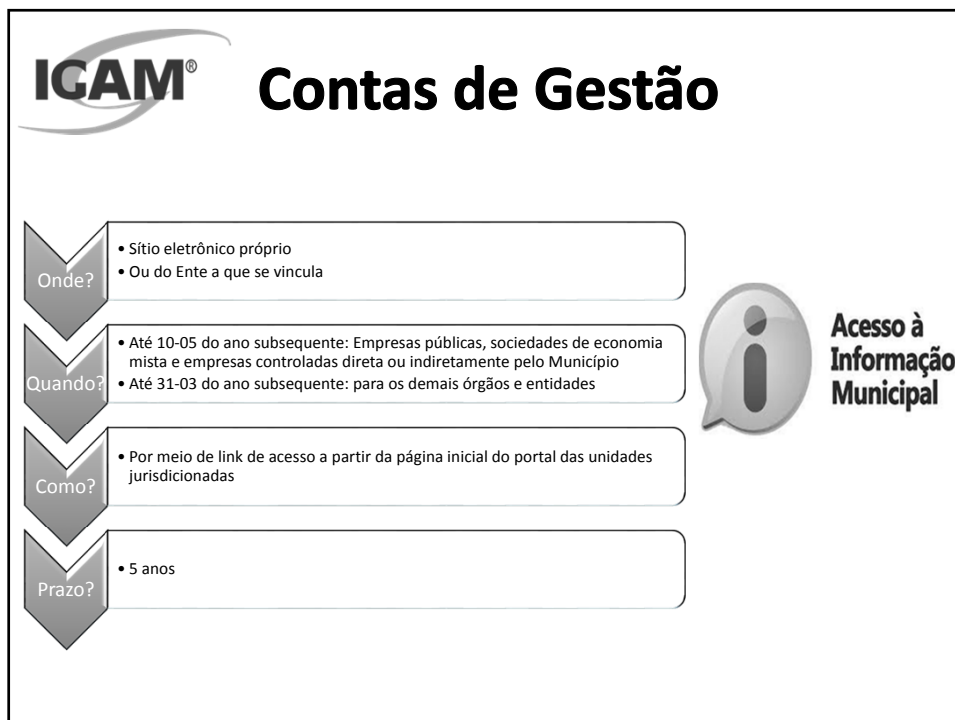 IGAM®
Contas de Gestão
Onde?
• Sítio eletrônico próprio
• Ou do Ente a que se vincula
Quando?
• Até 10-05 do ano subsequente: Empresas públicas, sociedades de economia
mista e empresas controladas direta ou indiretamente pelo Município
• Até 31-03 do ano subsequente: para os demais órgãos e entidades
Como?
• Por meio de link de acesso a partir da página inicial do portal das unidades
jurisdicionadas
Prazo?
• 5 anos
i
Acesso à
Informação
Municipal